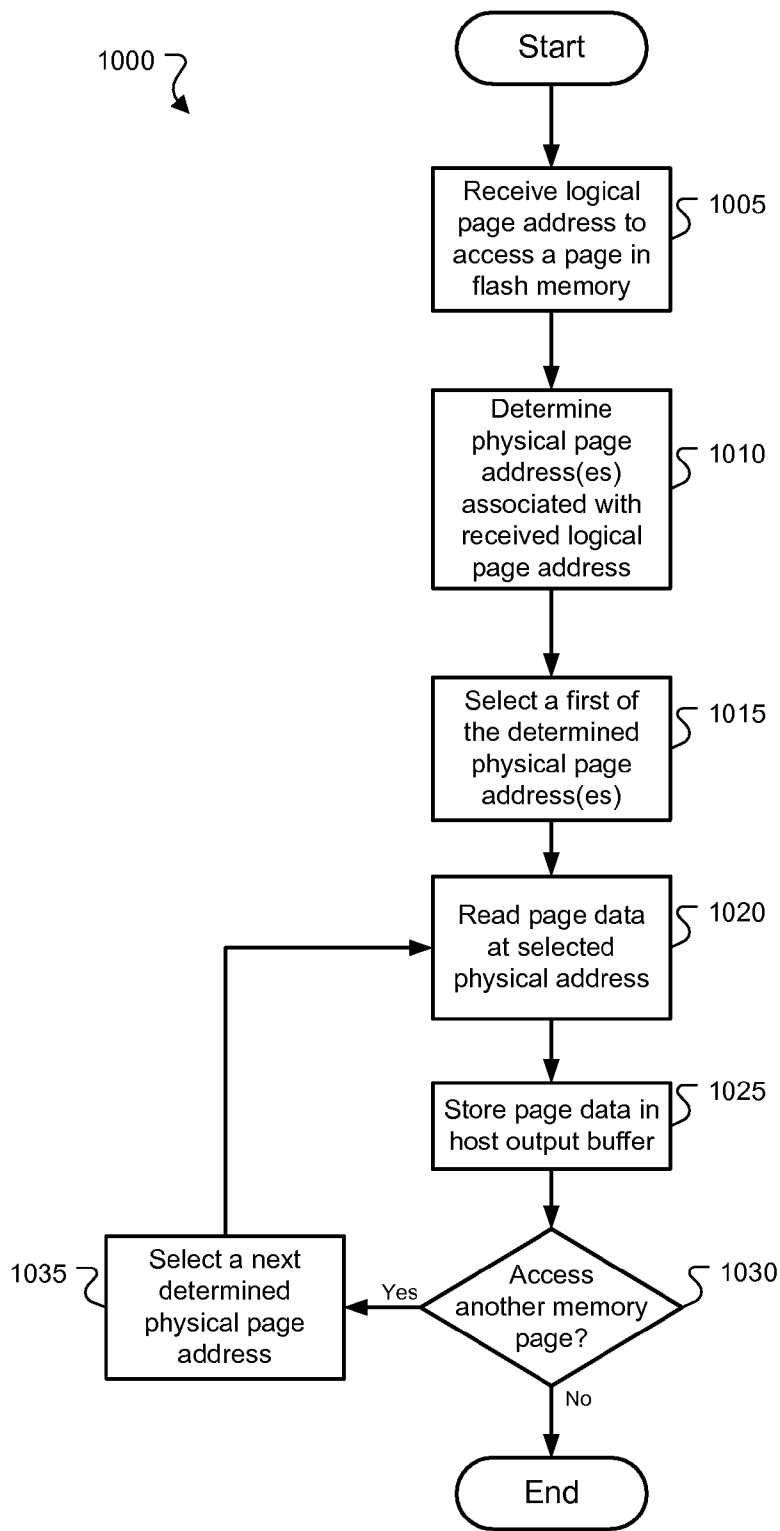 Start
1000
Receive logical
page address to
access a page in
flash memory
1005
Determine
physical page
address(es)
associated with
received logical
page address
1010
Select a first of
the determined
physical page
address(es)
1015
Read page data
at selected
physical address
1020
Store page data in
host output buffer
1025
Access
another memory
page?
1030
Yes
Select a next
determined
physical page
address
1035
No
End